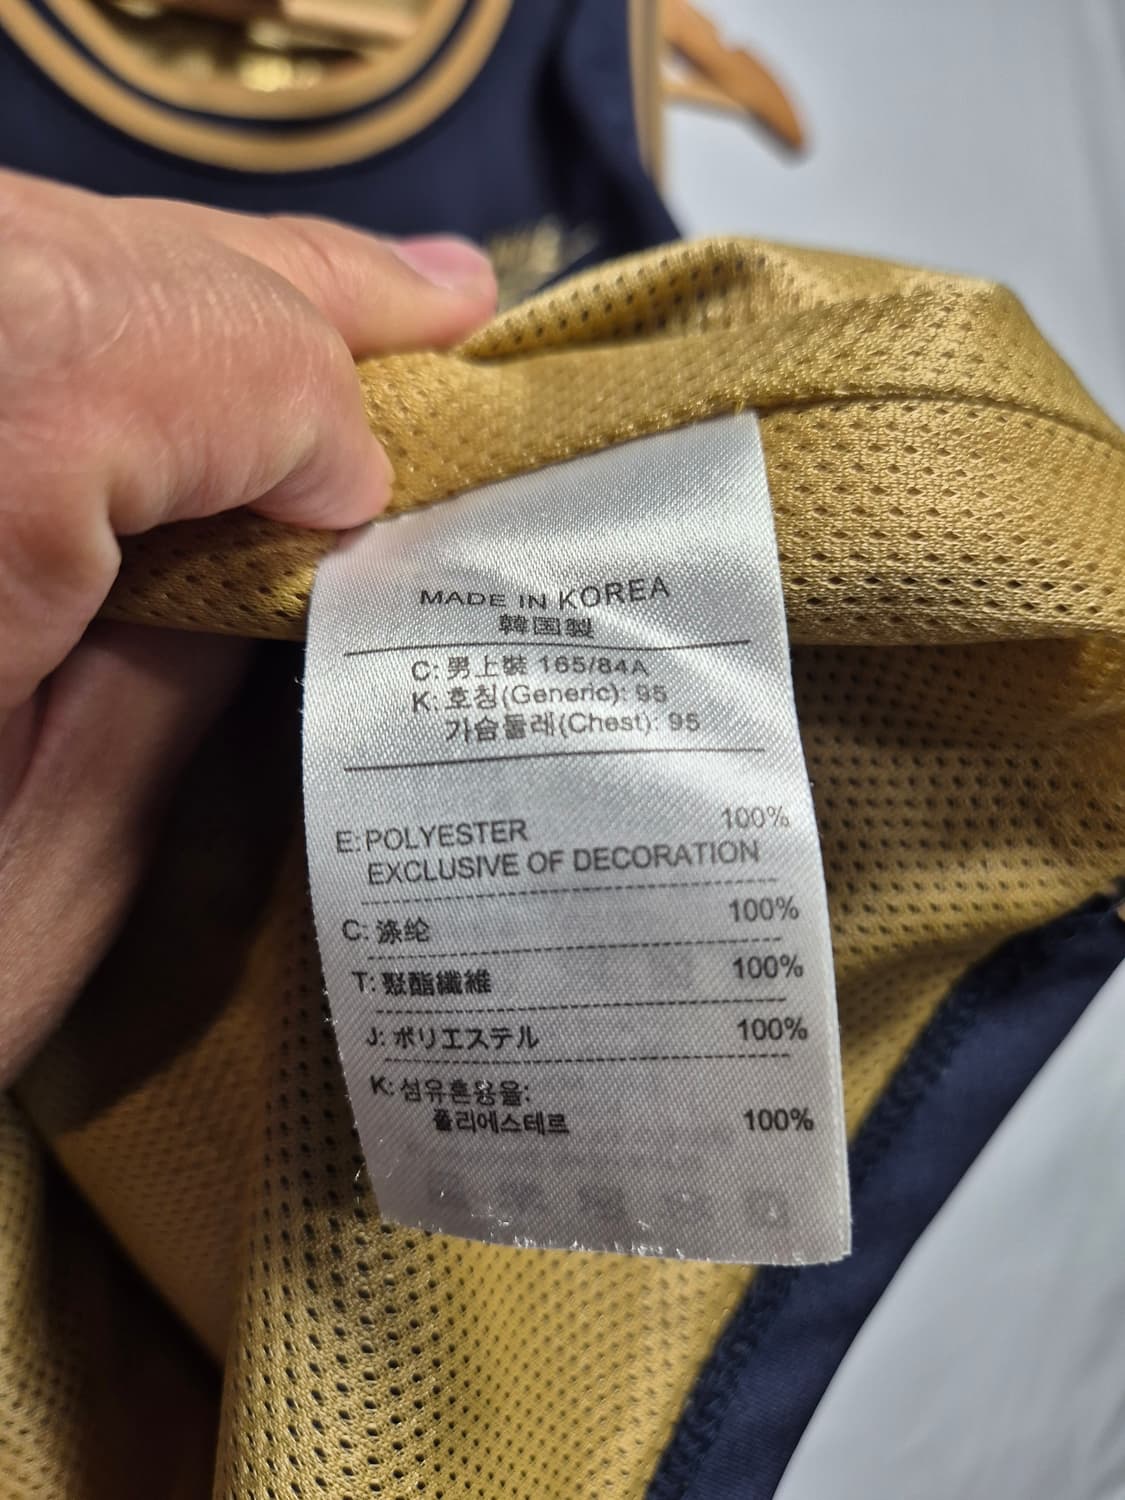 MADE IN KOREA
韓国製
C: 男上裝 165/84A
K: 호칭(Generic): 95
가슴둘레(Chest): 95
E: POLYESTER 100%
EXCLUSIVE OF DECORATION
C: 涤纶 100%
T: 聚酯纖維 100%
J: ポリエステル 100%
K: 섬유혼용율:
폴리에스테르 100%